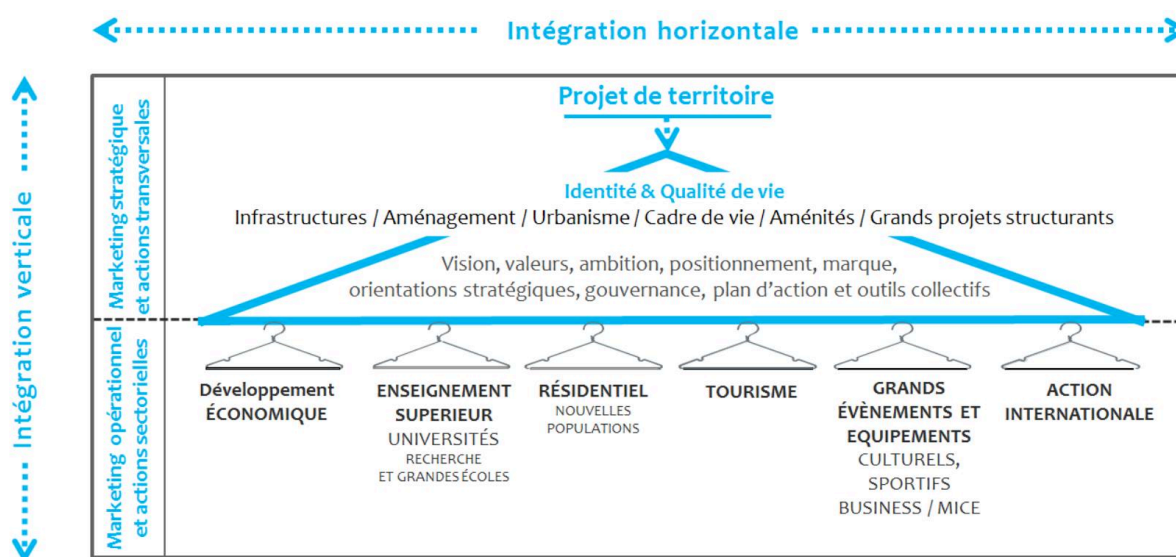 Intégration horizontale
Intégration verticale
Marketing stratégique
et actions transversales
Projet de territoire
Identité & Qualité de vie
Infrastructures / Aménagement / Urbanisme / Cadre de vie / Aménités / Grands projets structurants
Vision, valeurs, ambition, positionnement, marque,
orientations stratégiques, gouvernance, plan d'action et outils collectifs
Marketing opérationnel
et actions sectorielles
Développement
ÉCONOMIQUE
ENSEIGNEMENT
SUPERIEUR
UNIVERSITÉS
RECHERCHE
ET GRANDES ÉCOLES
RÉSIDENTIEL
NOUVELLES
POPULATIONS
TOURISME
GRANDS
ÉVÈNEMENTS ET
EQUIPEMENTS
CULTURELS,
SPORTIFS
BUSINESS / MICE
ACTION
INTERNATIONALE